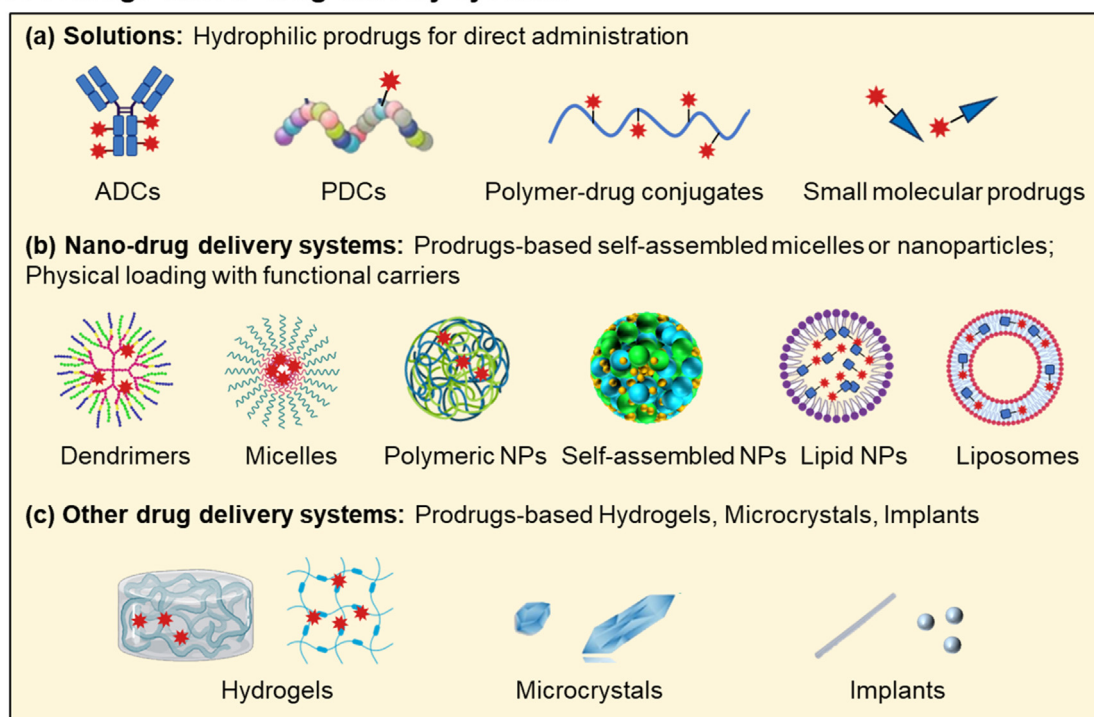 (a) Solutions: Hydrophilic prodrugs for direct administration
ADCs PDCs Polymer-drug conjugates Small molecular prodrugs
(b) Nano-drug delivery systems: Prodrugs-based self-assembled micelles or nanoparticles;
Physical loading with functional carriers
Dendrimers Micelles Polymeric NPs Self-assembled NPs Lipid NPs Liposomes
(c) Other drug delivery systems: Prodrugs-based Hydrogels, Microcrystals, Implants
Hydrogels Microcrystals Implants